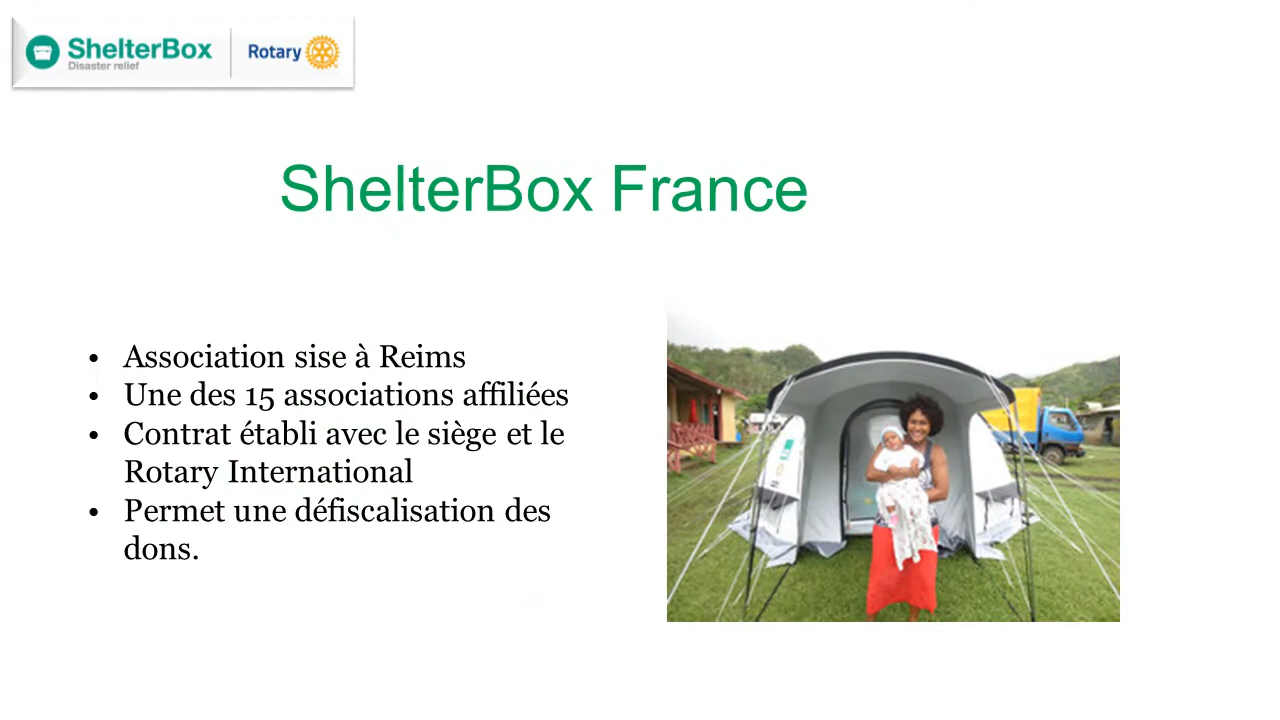 ShelterBox
Disaster relief
Rotary
ShelterBox France
• Association sise à Reims
• Une des 15 associations affiliées
• Contrat établi avec le siège et le
Rotary International
• Permet une défiscalisation des
dons.